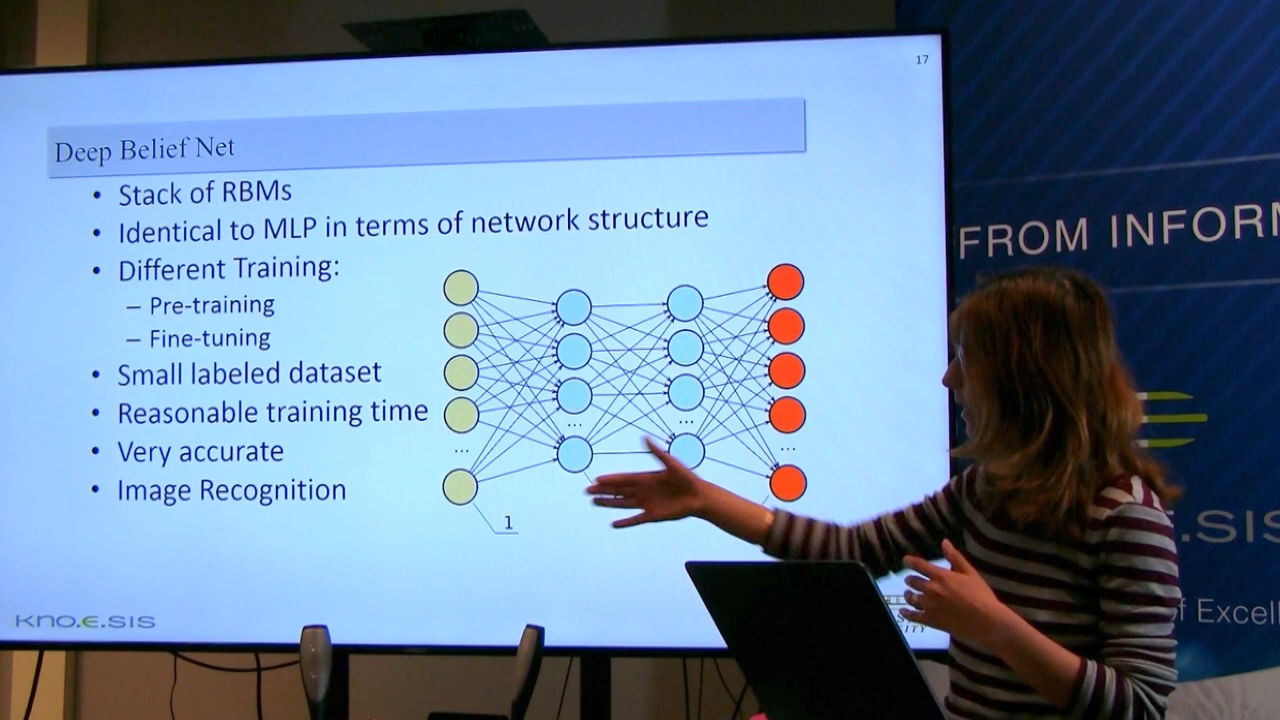 17
Deep Belief Net
• Stack of RBMs
• Identical to MLP in terms of network structure
• Different Training:
– Pre-training
– Fine-tuning
• Small labeled dataset
• Reasonable training time
• Very accurate
• Image Recognition
...
...
...
...
1
KNO.E.SIS
FROM INFORM
E
.SIS
f Excell